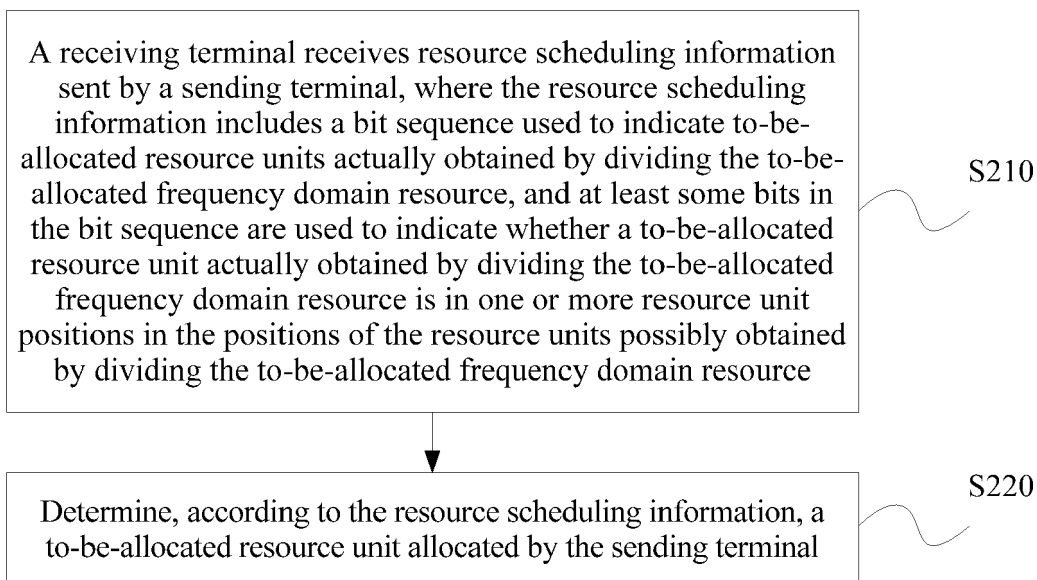 A receiving terminal receives resource scheduling information
sent by a sending terminal, where the resource scheduling
information includes a bit sequence used to indicate to-be-
allocated resource units actually obtained by dividing the to-be-
allocated frequency domain resource, and at least some bits in
the bit sequence are used to indicate whether a to-be-allocated
resource unit actually obtained by dividing the to-be-allocated
frequency domain resource is in one or more resource unit
positions in the positions of the resource units possibly obtained
by dividing the to-be-allocated frequency domain resource
S210
Determine, according to the resource scheduling information, a
to-be-allocated resource unit allocated by the sending terminal
S220